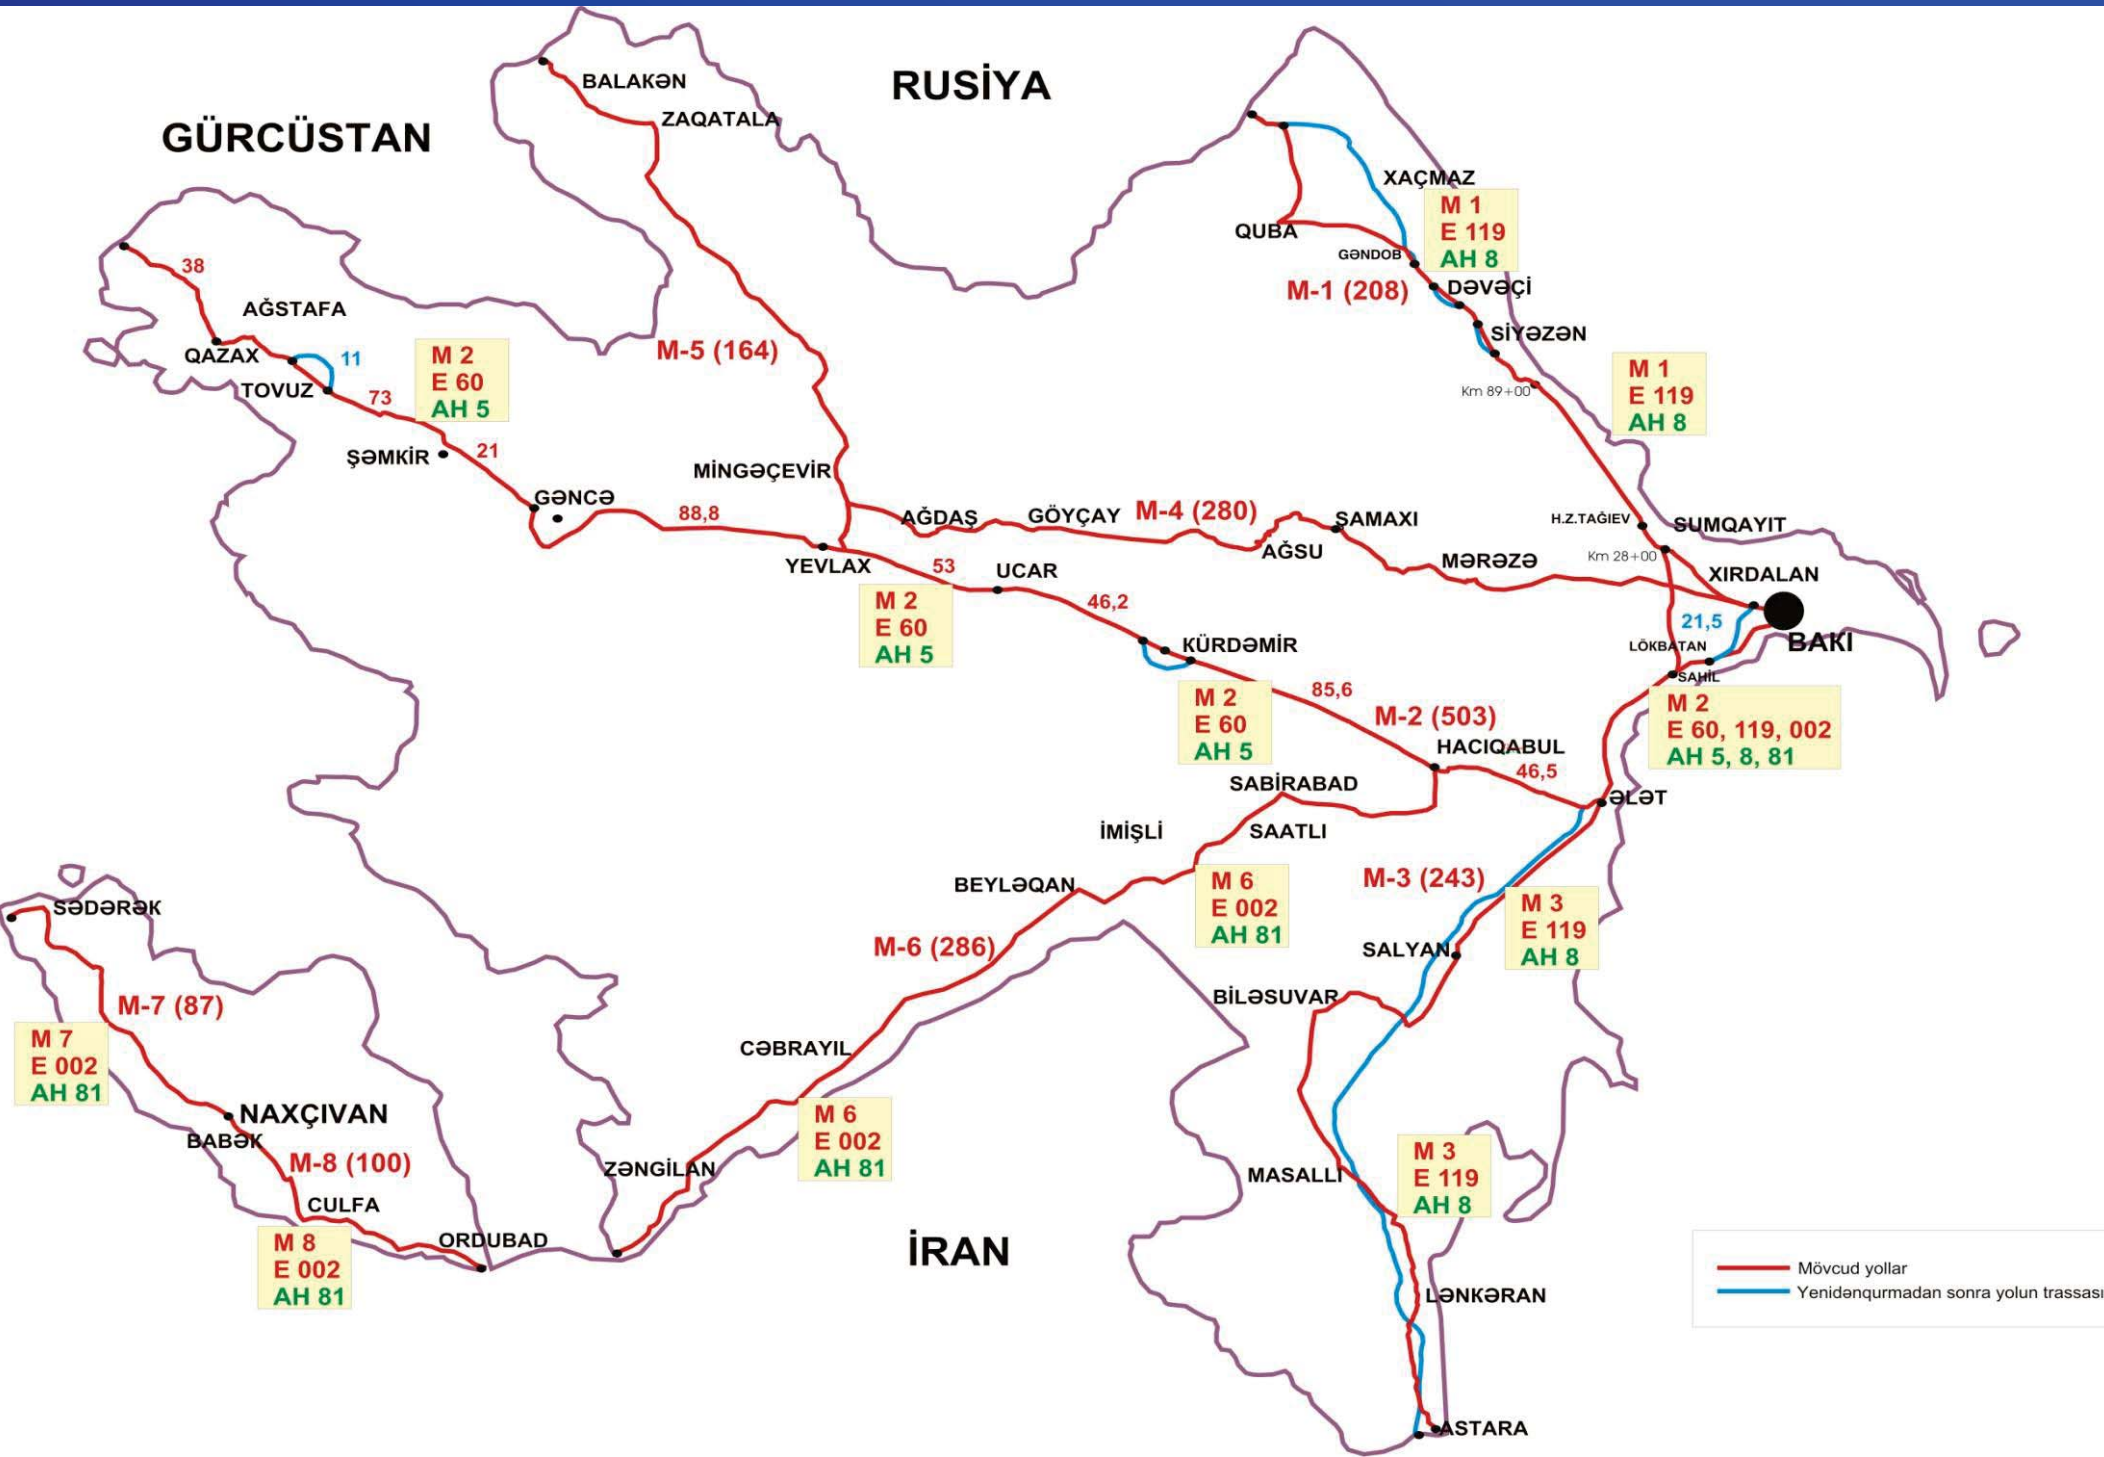 RUSİYA
GÜRCÜSTAN
BALAKƏN
ZAQATALA
XAÇMAZ
M 1
E 119
AH 8
QUBA
GƏNDOB
M-1 (208)
DƏVƏÇİ
SİYƏZƏN
Km 89+00
M 1
E 119
AH 8
38
AĞSTAFA
QAZAX
11
TOVUZ
73
M 2
E 60
AH 5
M-5 (164)
ŞƏMKİR
21
MİNGƏÇEVİR
GƏNCƏ
88,8
AĞDAŞ
GÖYÇAY
M-4 (280)
AĞSU
ŞAMAXI
MƏRƏZƏ
H.Z.TAĞIEV
SUMQAYIT
Km 28+00
XIRDALAN
YEVLAX
53
UCAR
46,2
M 2
E 60
AH 5
KÜRDƏMİR
21,5
LÖKBATAN
BAKI
SAHİL
M 2
E 60
AH 5
85,6
M-2 (503)
M 2
E 60, 119, 002
AH 5, 8, 81
HACIQABUL
46,5
ƏLƏT
SABİRABAD
İMİŞLİ
SAATLI
BEYLƏQAN
M 6
E 002
AH 81
M-3 (243)
M 3
E 119
AH 8
SƏDƏRƏK
M-6 (286)
SALYAN
BİLƏSUVAR
M-7 (87)
M 7
E 002
AH 81
CƏBRAYIL
NAXÇIVAN
BABƏK
M-8 (100)
M 6
E 002
AH 81
ZƏNGİLAN
MASALLI
M 3
E 119
AH 8
CULFA
ORDUBAD
M 8
E 002
AH 81
İRAN
LƏNKƏRAN
ASTARA
Mövcud yollar
Yenidənqurmadan sonra yolun trassası